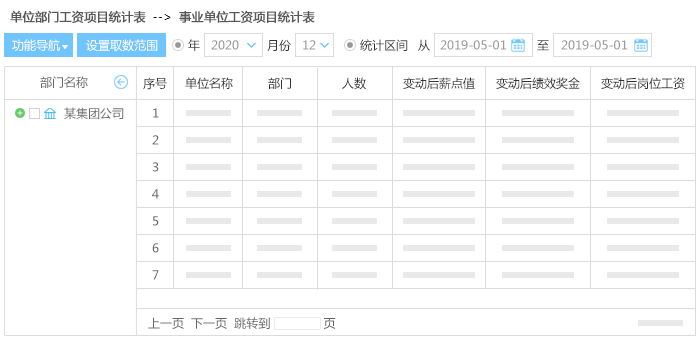 单位部门工资项目统计表 --> 事业单位工资项目统计表
功能导航 设置取数范围 年 2020 月份 12 统计区间 从 2019-05-01 至 2019-05-01
部门名称 序号 单位名称 部门 人数 变动后薪点值 变动后绩效奖金 变动后岗位工资
某集团公司 1
2
3
4
5
6
7
上一页 下一页 跳转到 页